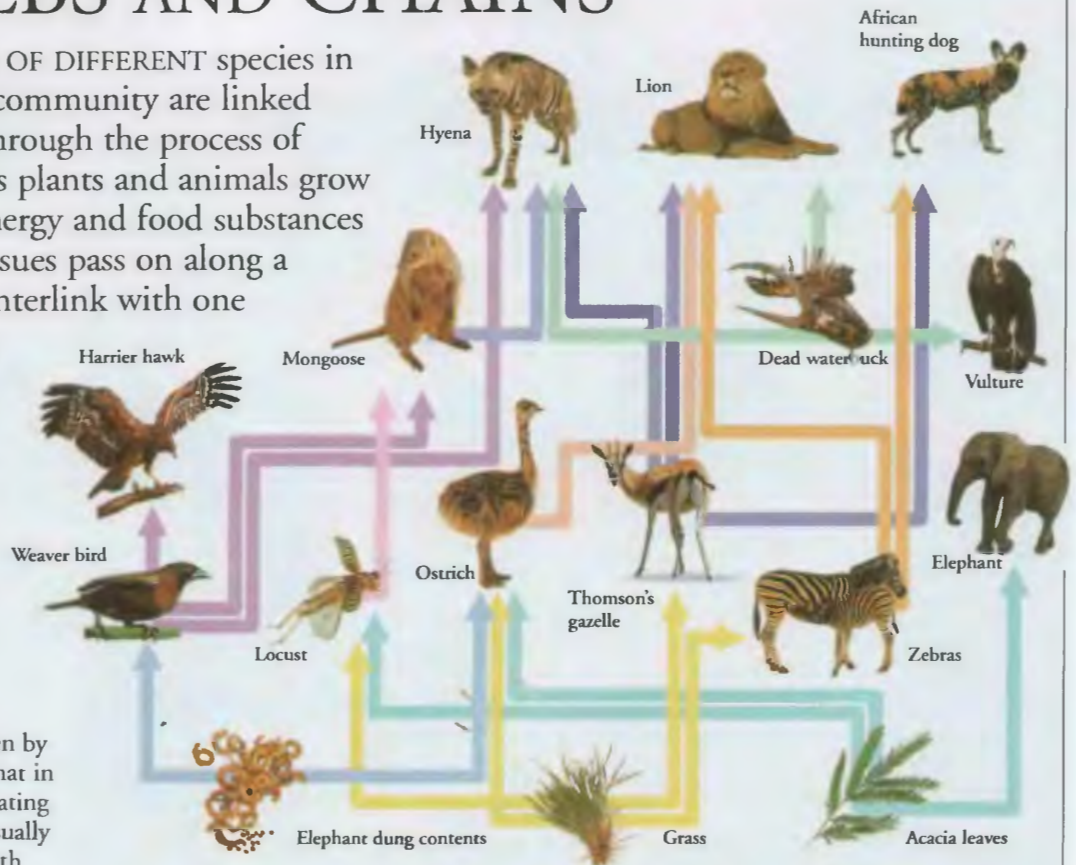 EBS AND CHAINS
OF DIFFERENT species in
community are linked
hrough the process of
s plants and animals grow
nergy and food substances
ssues pass on along a
nterlink with one
African
hunting dog
Lion
Hyena
Harrier hawk
Mongoose
Dead waterbuck
Vulture
Weaver bird
Ostrich
Elephant
Thomson's
gazelle
Locust
Zebras
en by
hat in
ating
ually
th
Elephant dung contents
Grass
Acacia leaves